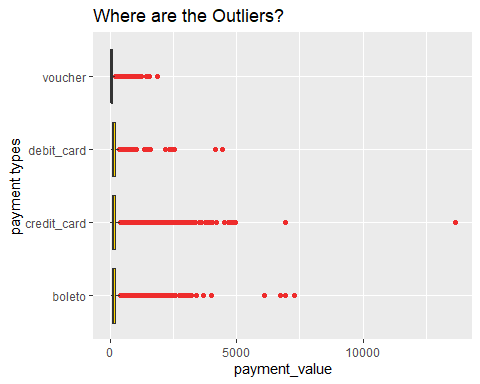 Where are the Outliers?
payment types
voucher
debit_card
credit_card
boleto
0
5000
10000
payment_value